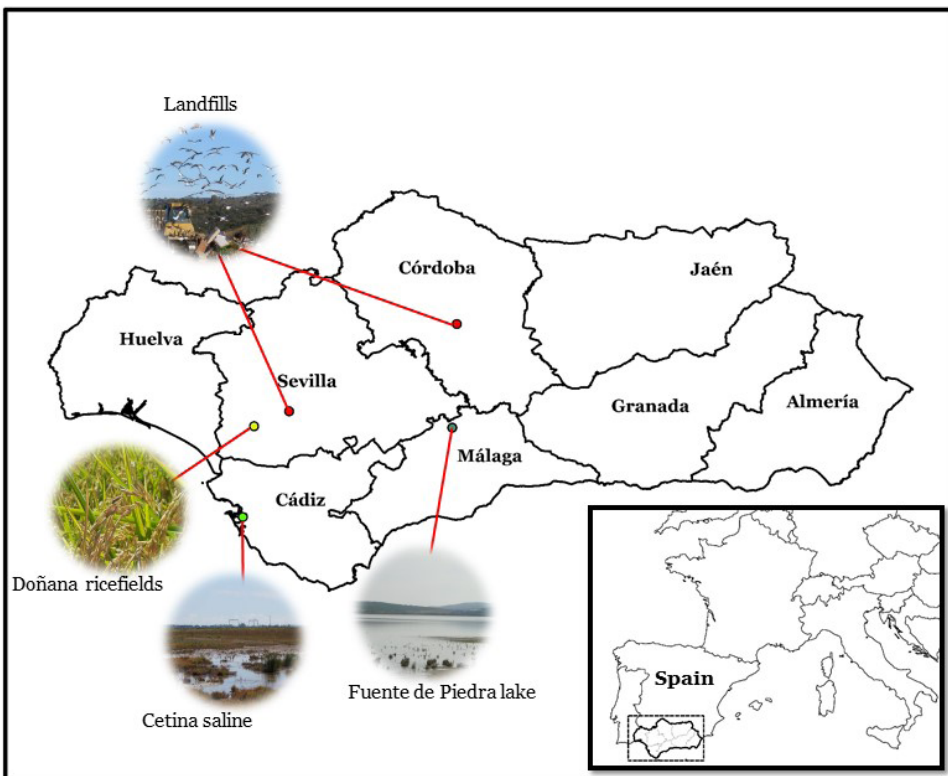 Landfills
Córdoba
Jaén
Huelva
Sevilla
Granada
Almería
Málaga
Cádiz
Doñana ricefields
Fuente de Piedra lake
Cetina saline
Spain